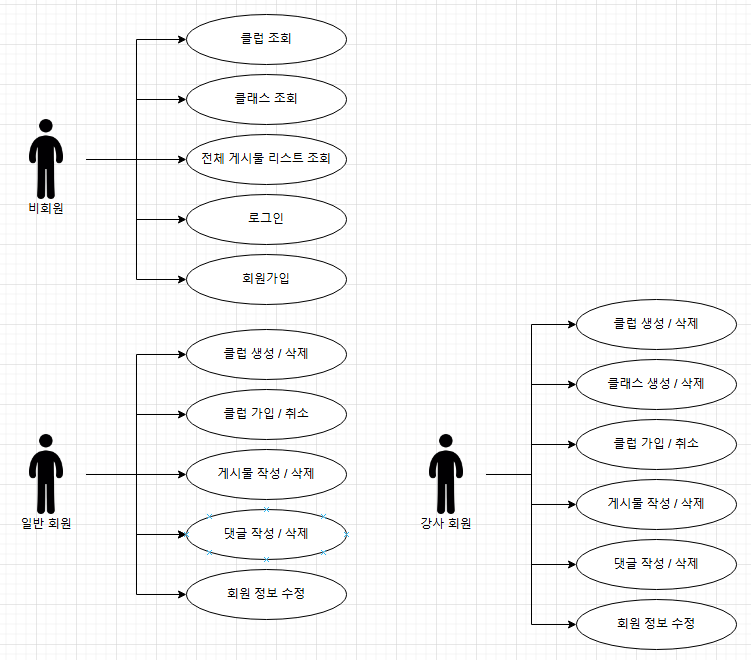 클럽 조회
클래스 조회
전체 게시물 리스트 조회
로그인
회원가입
비회원
클럽 생성 / 삭제
클럽 가입 / 취소
게시물 작성 / 삭제
댓글 작성 / 삭제
회원 정보 수정
일반 회원
클럽 생성 / 삭제
클래스 생성 / 삭제
클럽 가입 / 취소
게시물 작성 / 삭제
댓글 작성 / 삭제
회원 정보 수정
강사 회원